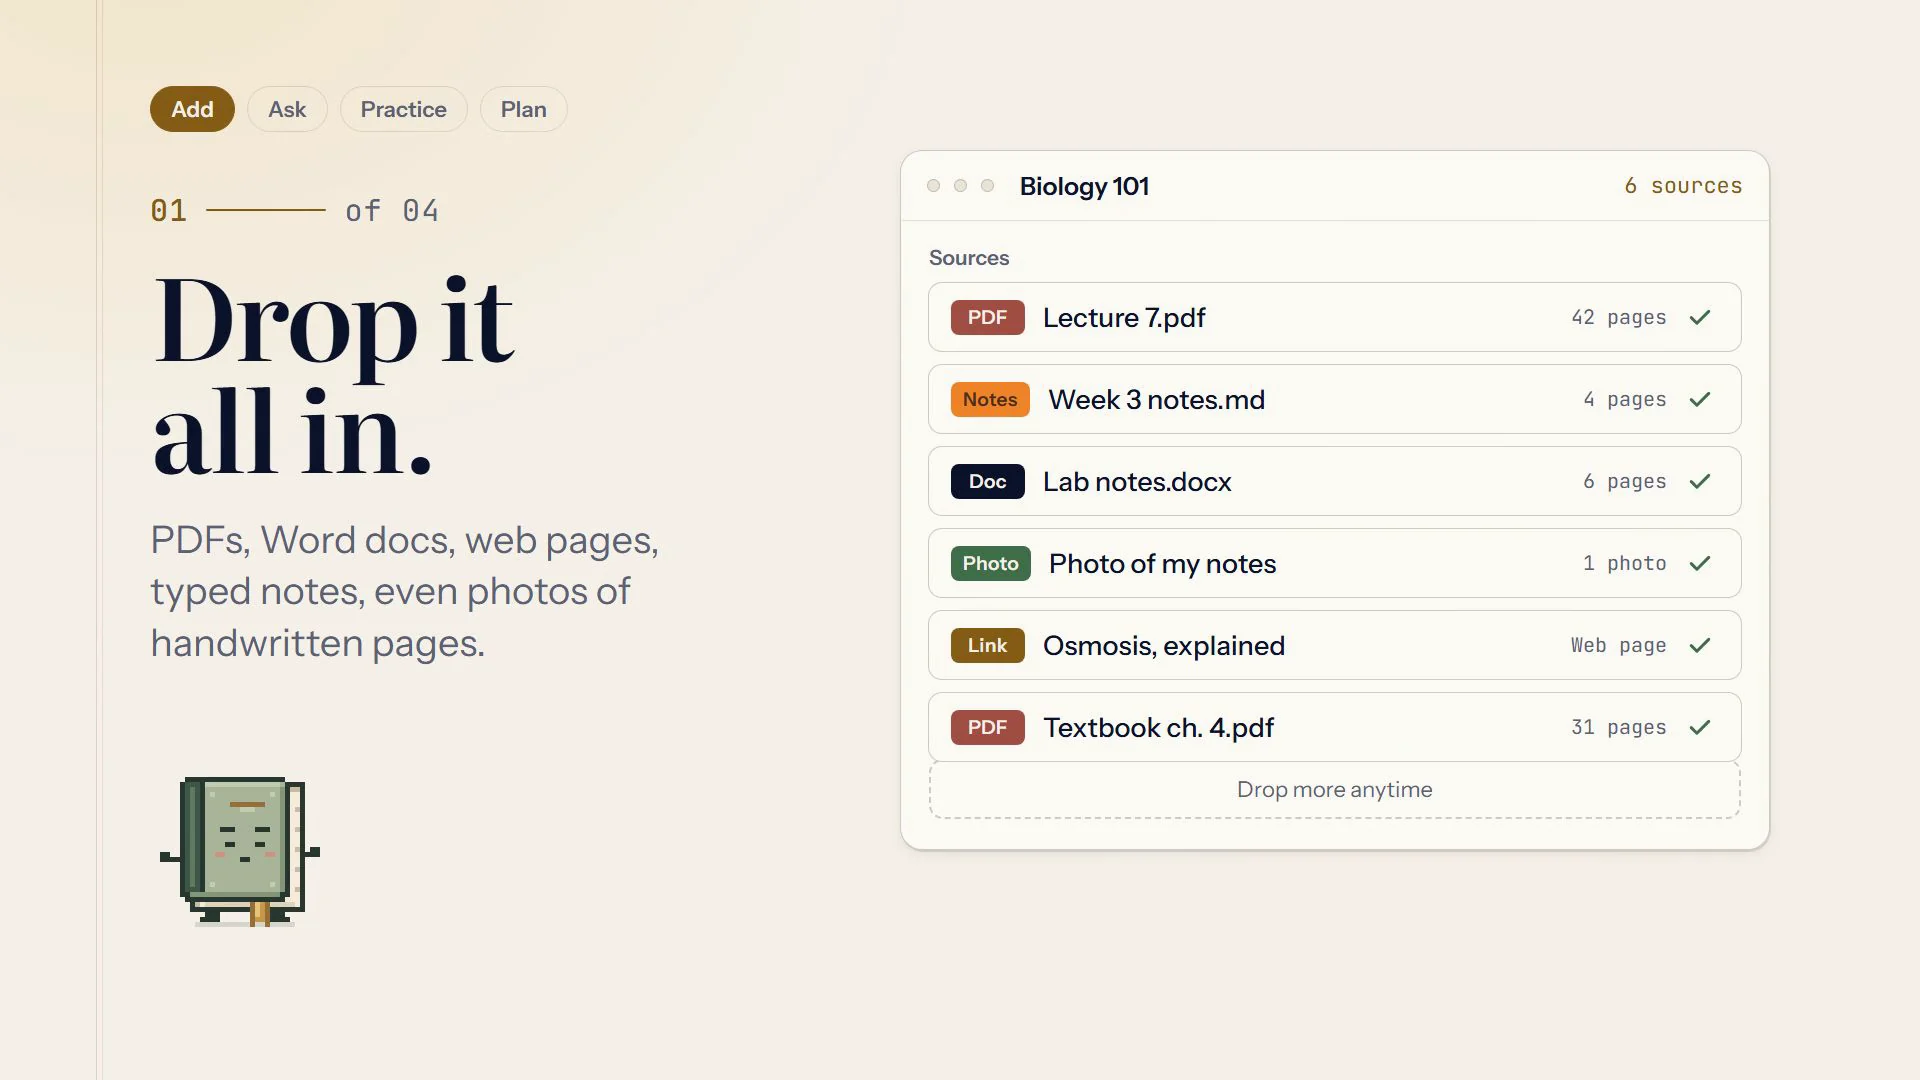 Add Ask Practice Plan
01 of 04
Drop it
all in.
PDFs, Word docs, web pages,
typed notes, even photos of
handwritten pages.
Biology 101 6 sources
Sources
PDF Lecture 7.pdf 42 pages
Notes Week 3 notes.md 4 pages
Doc Lab notes.docx 6 pages
Photo Photo of my notes 1 photo
Link Osmosis, explained Web page
PDF Textbook ch. 4.pdf 31 pages
Drop more anytime